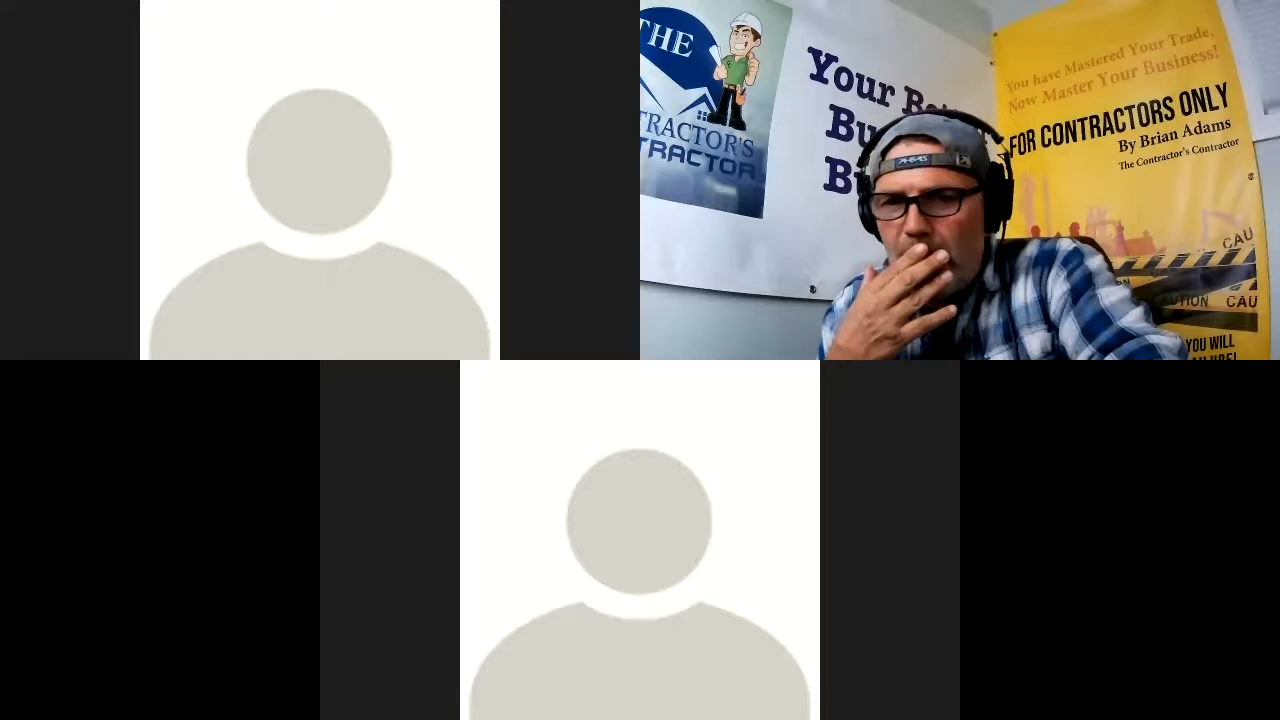 THE
TRACTOR'S
TRACTOR
Your
You have Mastered Your Trade,
Now Master Your Business!
FOR CONTRACTORS ONLY
By Brian Adams
The Contractor's Contractor
CAU
CAUTION CAU
YOU WILL